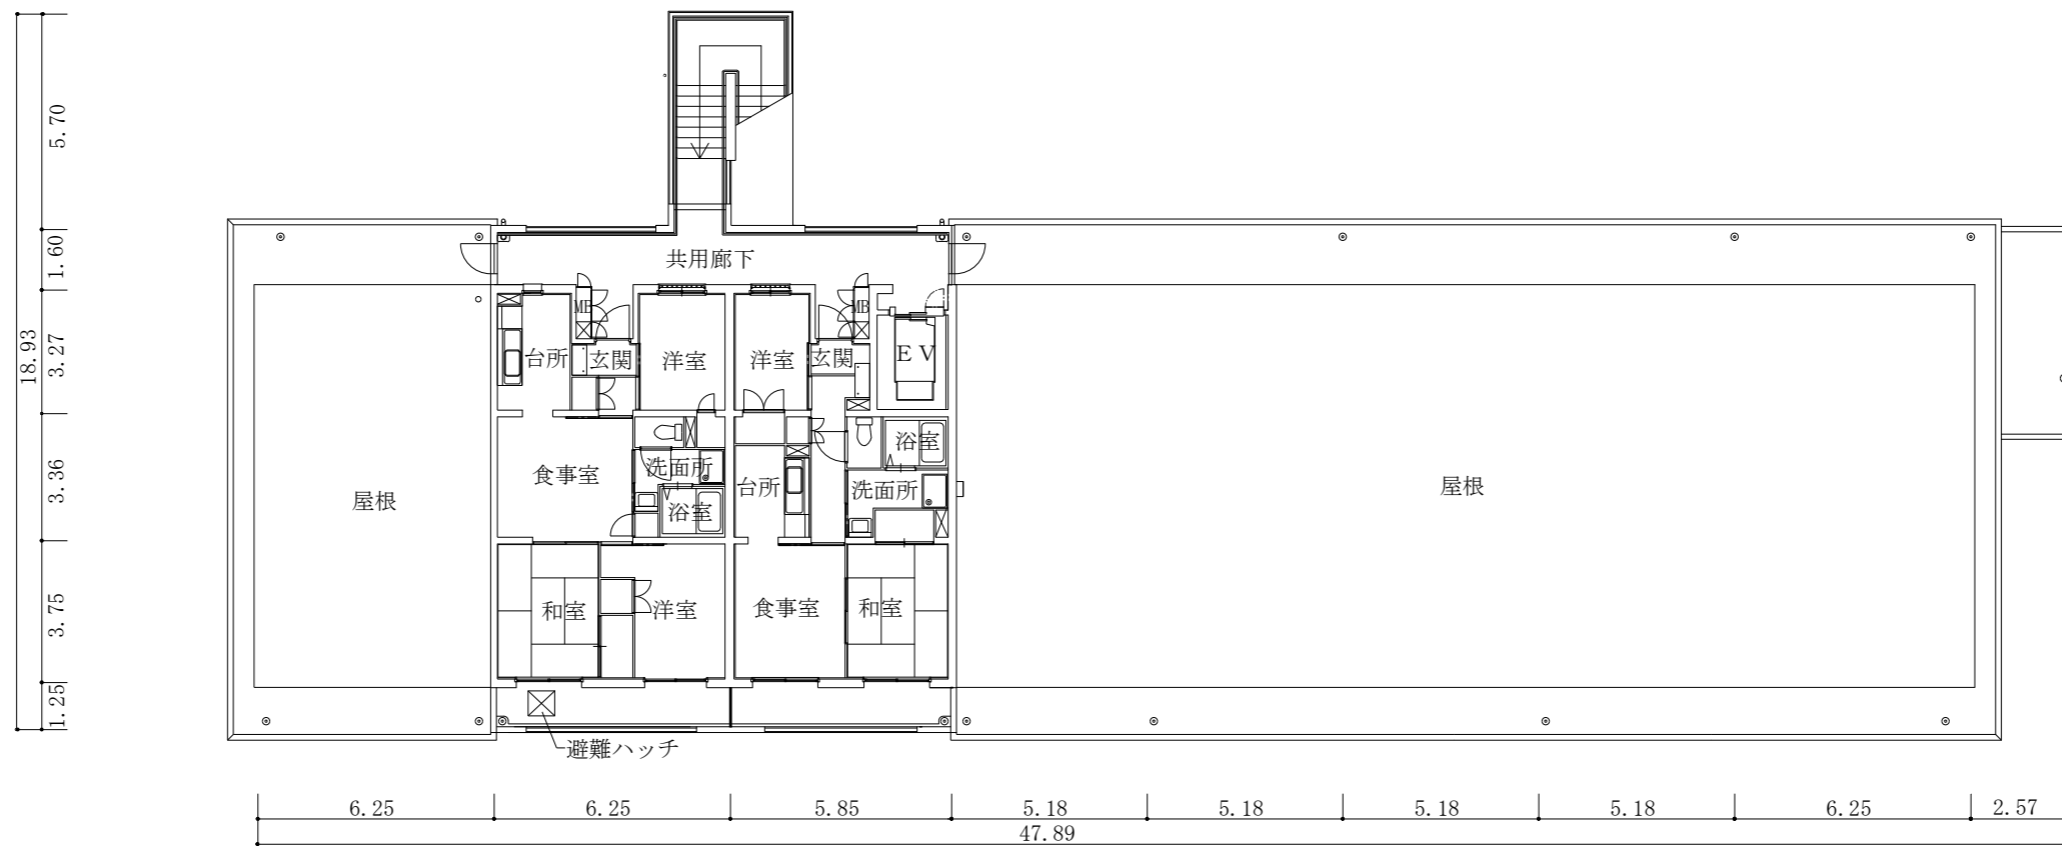 5.70
1.60
3.27
3.36
3.75
1.25
18.93
共用廊下
MB
MB
台所
玄関
洋室
洋室
玄関
EV
食事室
洗面所
浴室
台所
浴室
洗面所
屋根
屋根
和室
洋室
食事室
和室
避難ハッチ
6.25
6.25
5.85
5.18
5.18
5.18
5.18
6.25
2.57
47.89